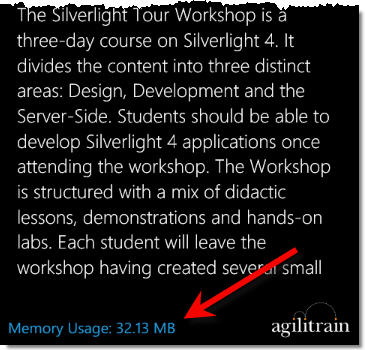 The Silverlight Tour Workshop is a
three-day course on Silverlight 4. It
divides the content into three distinct
areas: Design, Development and the
Server-Side. Students should be able to
develop Silverlight 4 applications once
attending the workshop. The Workshop
is structured with a mix of didactic
lessons, demonstrations and hands-on
labs. Each student will leave the
workshop having created several small
Memory Usage: 32.13 MB
agilitrain